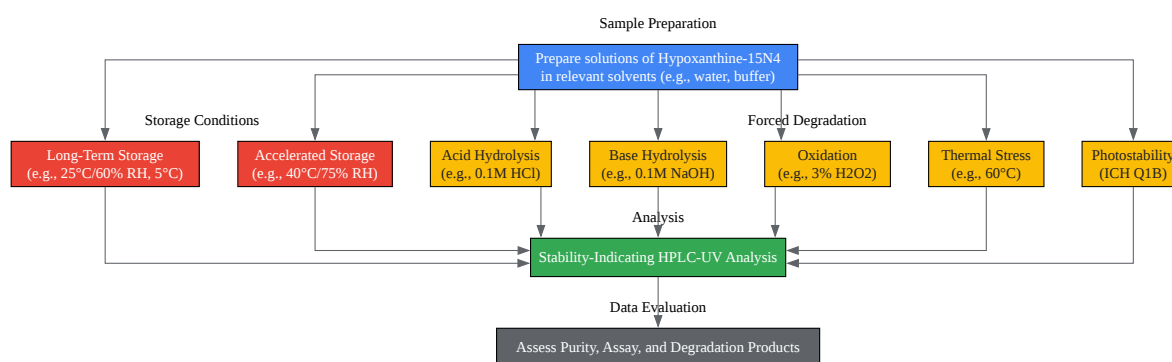 Sample Preparation
Prepare solutions of Hypoxanthine-15N4
in relevant solvents (e.g., water, buffer)
Storage Conditions
Forced Degradation
Long-Term Storage
(e.g., 25°C/60% RH, 5°C)
Accelerated Storage
(e.g., 40°C/75% RH)
Acid Hydrolysis
(e.g., 0.1M HCl)
Base Hydrolysis
(e.g., 0.1M NaOH)
Oxidation
(e.g., 3% H2O2)
Thermal Stress
(e.g., 60°C)
Photostability
(ICH Q1B)
Analysis
Stability-Indicating HPLC-UV Analysis
Data Evaluation
Assess Purity, Assay, and Degradation Products